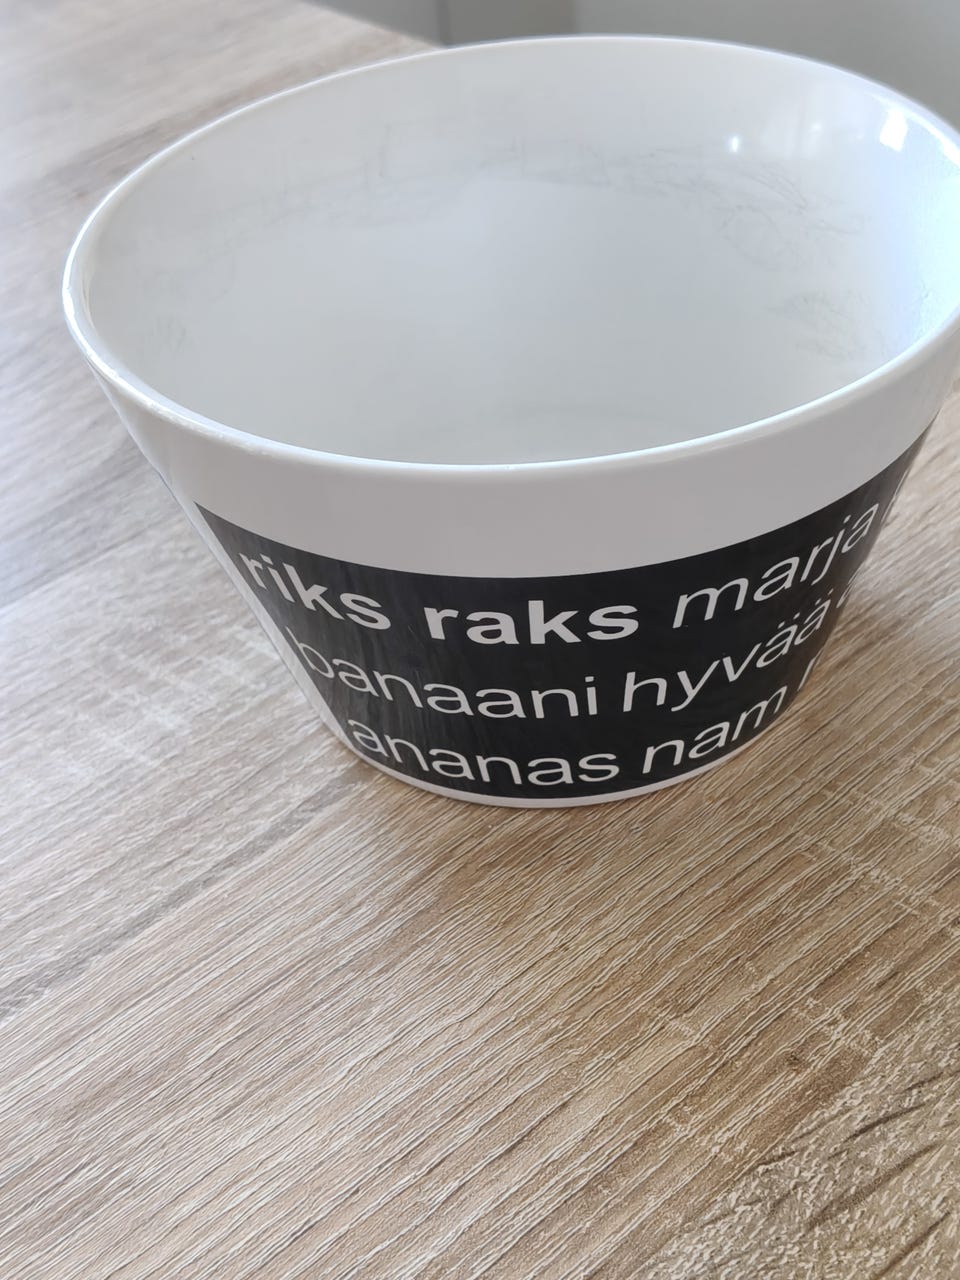 riks raks marja
banaani hyvää
ananas nam